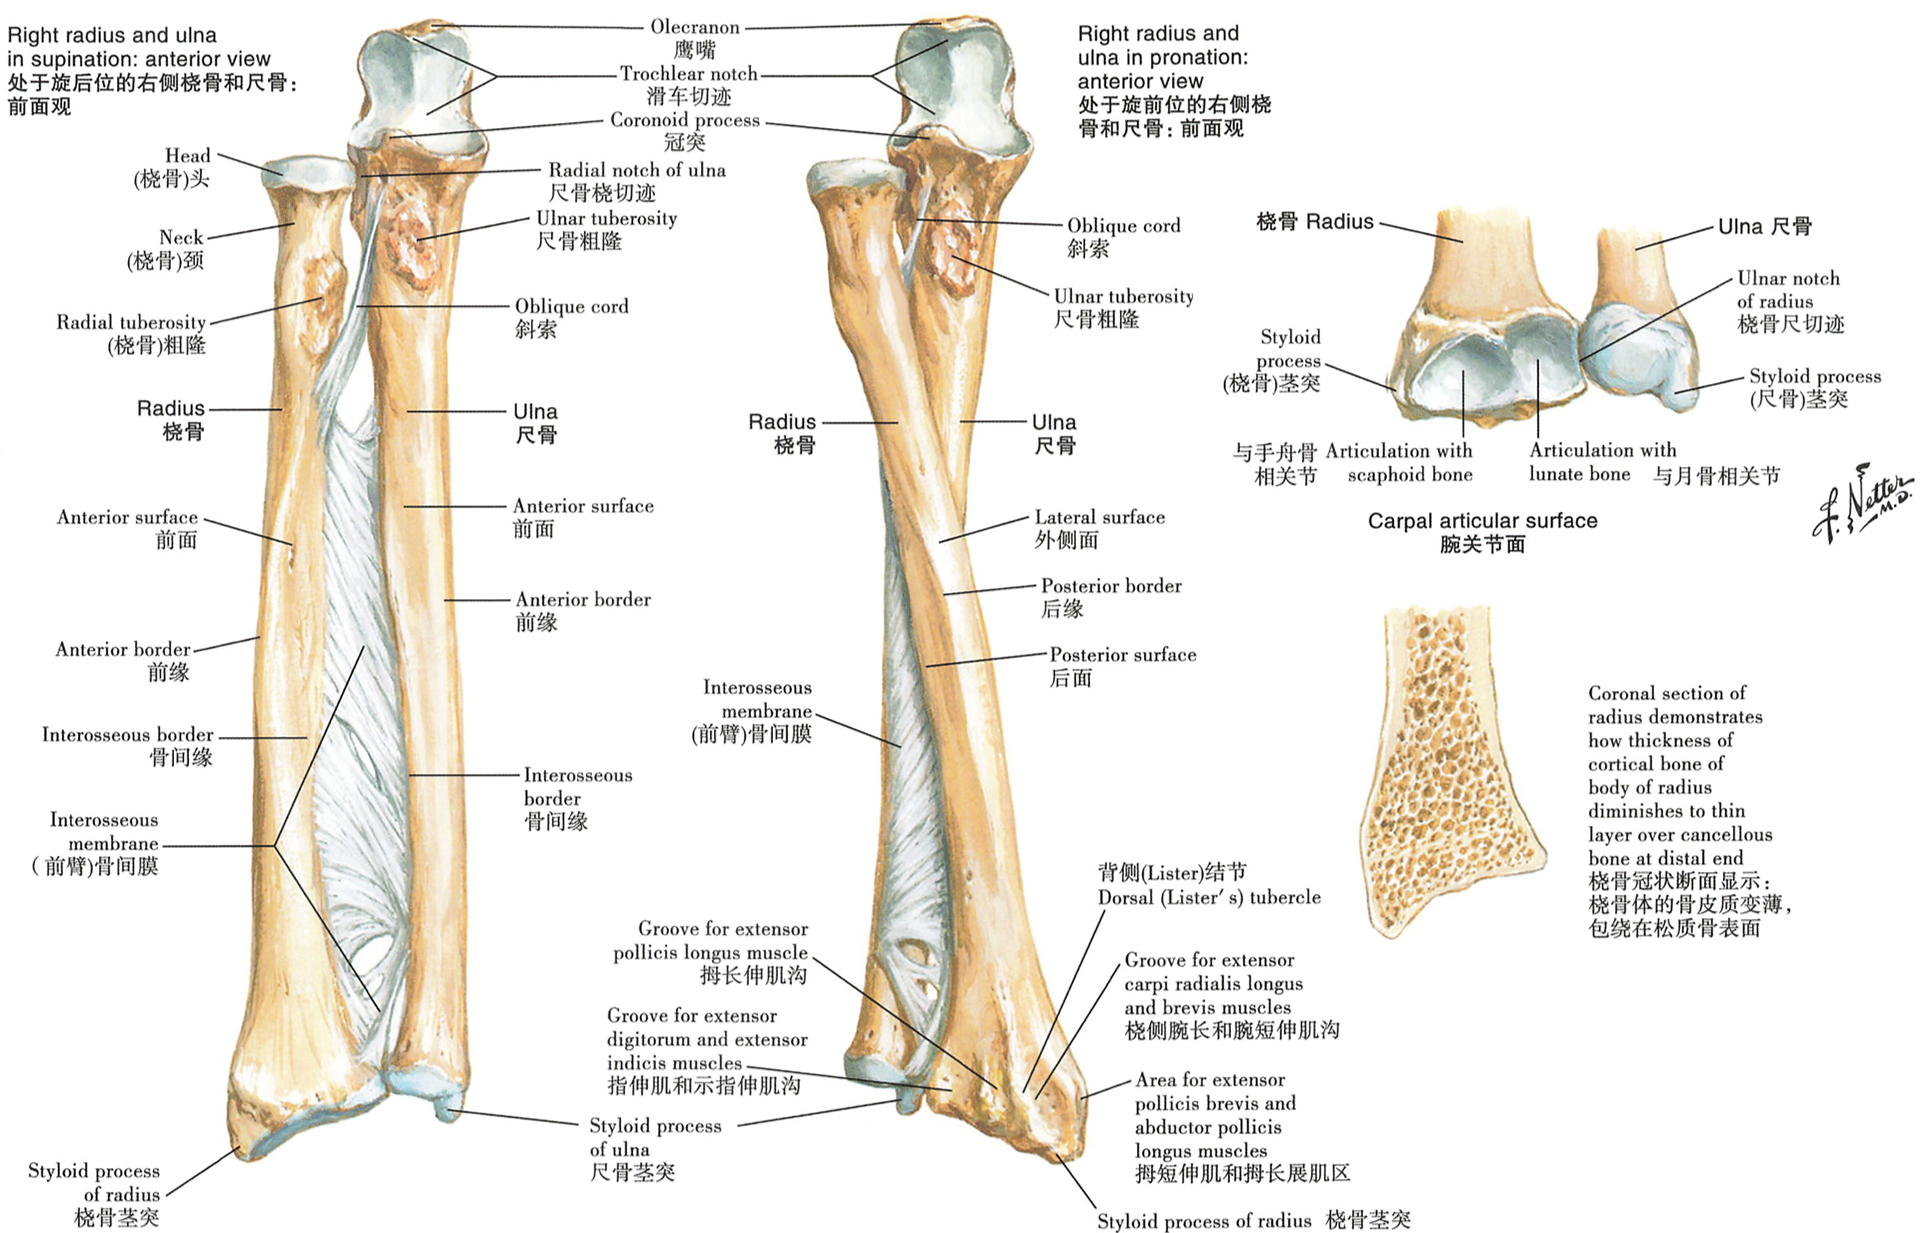 Right radius and ulna
in supination: anterior view
处于旋后位的右侧桡骨和尺骨：
前面观
Olecranon
鹰嘴
Trochlear notch
滑车切迹
Coronoid process
冠突
Right radius and
ulna in pronation:
anterior view
处于旋前位的右侧桡
骨和尺骨：前面观
Head
(桡骨)头
Neck
(桡骨)颈
Radial tuberosity
(桡骨)粗隆
Radius
桡骨
Anterior surface
前面
Anterior border
前缘
Interosseous border
骨间缘
Interosseous
membrane
(前臂)骨间膜
Styloid process
of radius
桡骨茎突
Radial notch of ulna
尺骨桡切迹
Ulnar tuberosity
尺骨粗隆
Oblique cord
斜索
Ulna
尺骨
Anterior surface
前面
Anterior border
前缘
Interosseous
border
骨间缘
Styloid process
of ulna
尺骨茎突
Radius
桡骨
Interosseous
membrane
(前臂)骨间膜
Groove for extensor
pollicis longus muscle
拇长伸肌沟
Groove for extensor
digitorum and extensor
indicis muscles
指伸肌和示指伸肌沟
Oblique cord
斜索
Ulnar tuberosity
尺骨粗隆
Ulna
尺骨
Lateral surface
外侧面
Posterior border
后缘
Posterior surface
后面
背侧(Lister)结节
Dorsal (Lister's) tubercle
Groove for extensor
carpi radialis longus
and brevis muscles
桡侧腕长和腕短伸肌沟
Area for extensor
pollicis brevis and
abductor pollicis
longus muscles
拇短伸肌和拇长展肌区
Styloid process of radius 桡骨茎突
桡骨 Radius
Ulna 尺骨
Ulnar notch
of radius
桡骨尺切迹
Styloid
process
(桡骨)茎突
Styloid process
(尺骨)茎突
与手舟骨 Articulation with
相关节 scaphoid bone
Articulation with
lunate bone 与月骨相关节
Carpal articular surface
腕关节面
F. Netter
M.D.
Coronal section of
radius demonstrates
how thickness of
cortical bone of
body of radius
diminishes to thin
layer over cancellous
bone at distal end
桡骨冠状断面显示：
桡骨体的骨皮质变薄，
包绕在松质骨表面